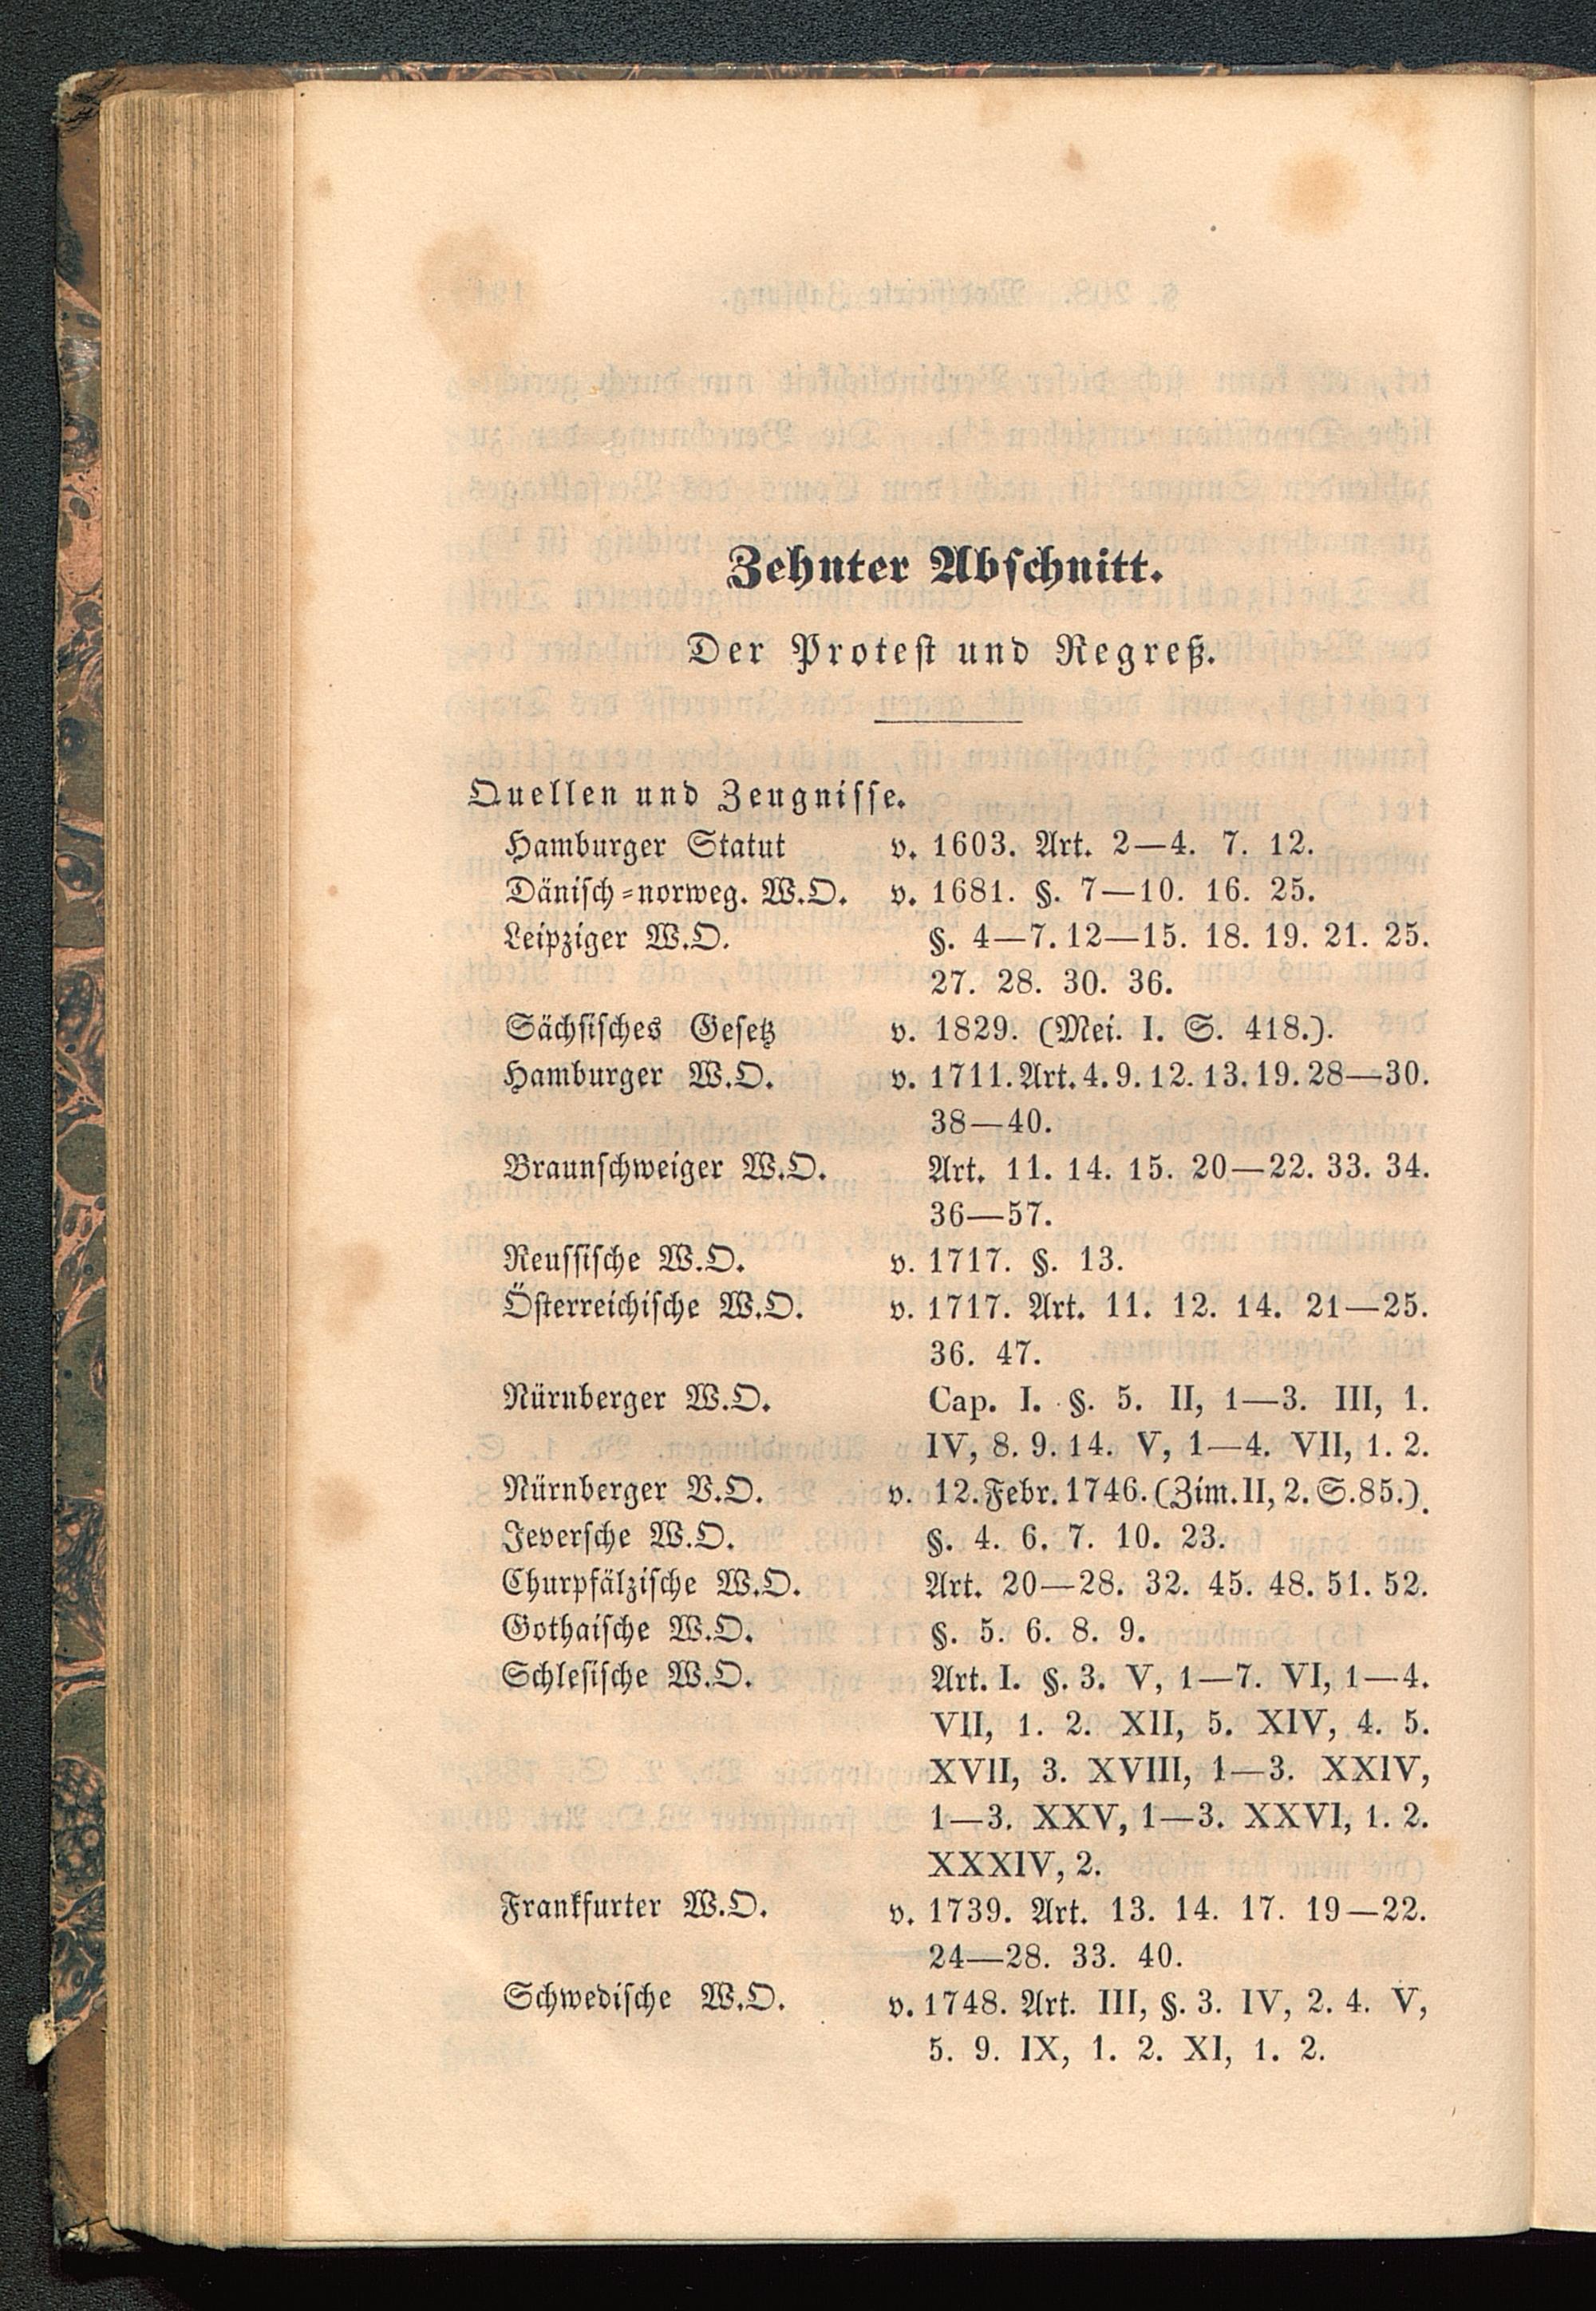 Zehnter Abschnitt.
Der Protest und Regreß.
Quellen und Zeugnisse.
Hamburger Statut v. 1603. Art. 2—4. 7. 12.
Dänisch-norweg. W.O. v. 1681. §. 7—10. 16. 25.
Leipziger W.O. §. 4—7. 12—15. 18. 19. 21. 25.
27. 28. 30. 36.
Sächsisches Gesetz v. 1829. (Mei. I. S. 418.).
Hamburger W.O. v. 1711. Art. 4. 9. 12. 13. 19. 28—30.
38—40.
Braunschweiger W.O. Art. 11. 14. 15. 20—22. 33. 34.
36—57.
Reussische W.O. v. 1717. §. 13.
Österreichische W.O. v. 1717. Art. 11. 12. 14. 21—25.
36. 47.
Nürnberger W.O. Cap. I. §. 5. II, 1—3. III, 1.
IV, 8. 9. 14. V, 1—4. VII, 1. 2.
Nürnberger V.O. v. 12. Febr. 1746. (Zim. II, 2. S. 85.).
Jeversche W.O. §. 4. 6. 7. 10. 23.
Churpfälzische W.O. Art. 20—28. 32. 45. 48. 51. 52.
Gothaische W.O. §. 5. 6. 8. 9.
Schlesische W.O. Art. I. §. 3. V, 1—7. VI, 1—4.
VII, 1. 2. XII, 5. XIV, 4. 5.
XVII, 3. XVIII, 1—3. XXIV,
1—3. XXV, 1—3. XXVI, 1. 2.
XXXIV, 2.
Frankfurter W.O. v. 1739. Art. 13. 14. 17. 19—22.
24—28. 33. 40.
Schwedische W.O. v. 1748. Art. III, §. 3. IV, 2. 4. V,
5. 9. IX, 1. 2. XI, 1. 2.